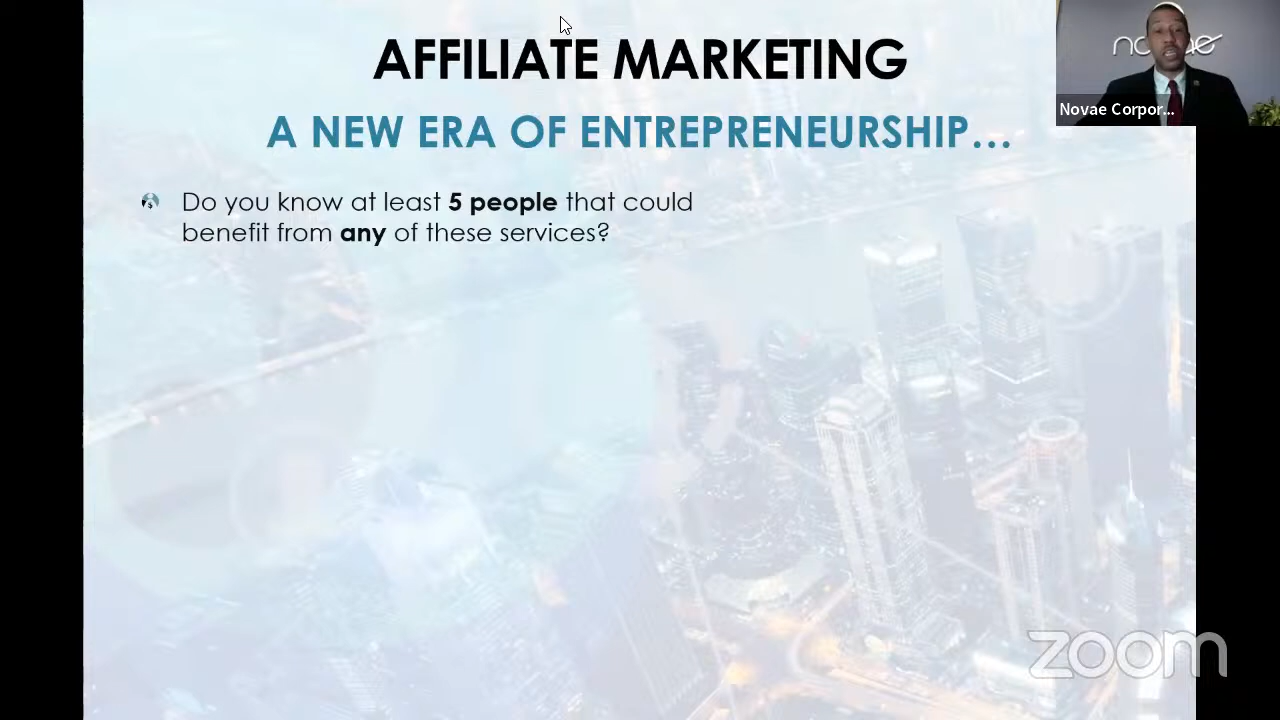 AFFILIATE MARKETING
A NEW ERA OF ENTREPRENEURSHIP...
Do you know at least 5 people that could
benefit from any of these services?
Novae Corpor...
zoom